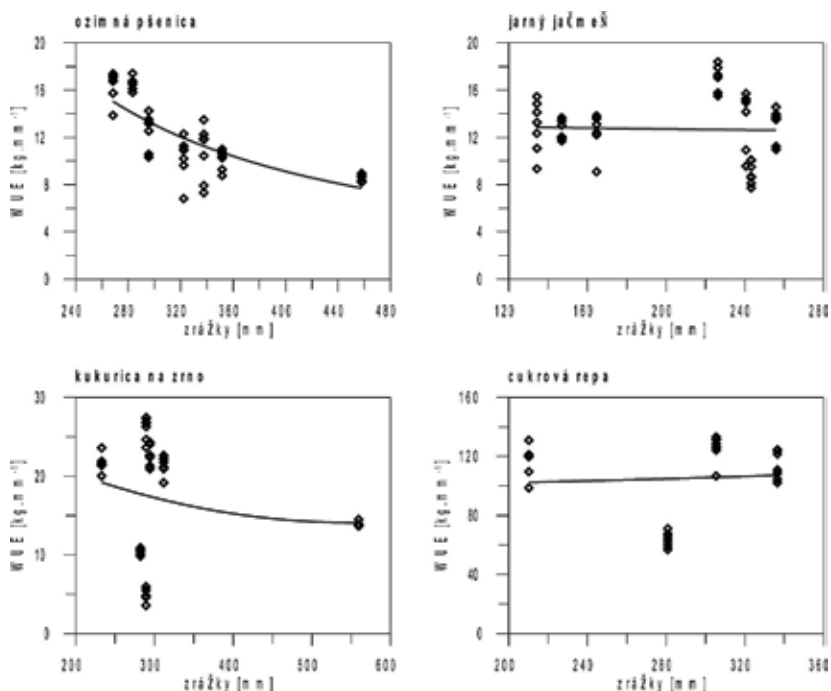 ozimná pšenica
20
16
12
8
4
0
WUE [kg.mm⁻¹]
240 280 320 360 400 440 480
zrážky [mm]
jarný jačmeň
20
16
12
8
4
0
WUE [kg.mm⁻¹]
120 160 200 240 280
zrážky [mm]
kukurica na zrno
30
20
10
0
WUE [kg.mm⁻¹]
200 300 400 500 600
zrážky [mm]
cukrová repa
160
120
80
40
0
WUE [kg.mm⁻¹]
200 240 280 320 360
zrážky [mm]